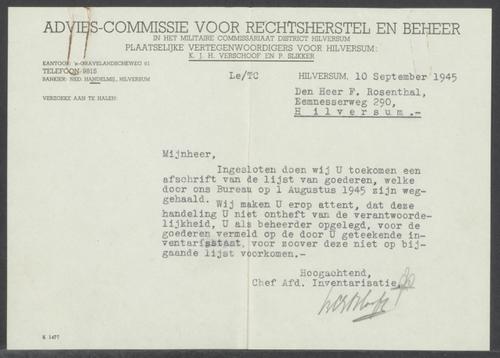 ADVIES-COMMISSIE VOOR RECHTSHERSTEL EN BEHEER
IN HET MILITAIRE COMMISSARIAAT DISTRICT HILVERSUM
PLAATSELIJKE VERTEGENWOORDIGERS VOOR HILVERSUM:
K. J. H. VERSCHOOF EN P. SLIKKER
KANTOOR: 's-GRAVELANDSCHEWEG 61
TELEFOON 9815
BANKIER: NED. HANDELMIJ, HILVERSUM
VERZOEKE AAN TE HALEN:
Le/TC
HILVERSUM, 10 September 1945
Den Heer F. Rosenthal,
Eemnesserweg 290,
Hilversum.-
Mijnheer,
Ingesloten doen wij U toekomen een
afschrift van de lijst van goederen, welke
door ons Bureau op 1 Augustus 1945 zijn weg-
gehaald.
Wij maken U erop attent, dat deze
handeling U niet ontheft van de verantwoorde-
lijkheid, U als beheerder opgelegd, voor de
goederen vermeld op de door U geteekende in-
ventarisstaat, voor zoover deze niet op bij-
gaande lijst voorkomen.-
Hoogachtend,
Chef Afd. Inventarisatie,
K 1477